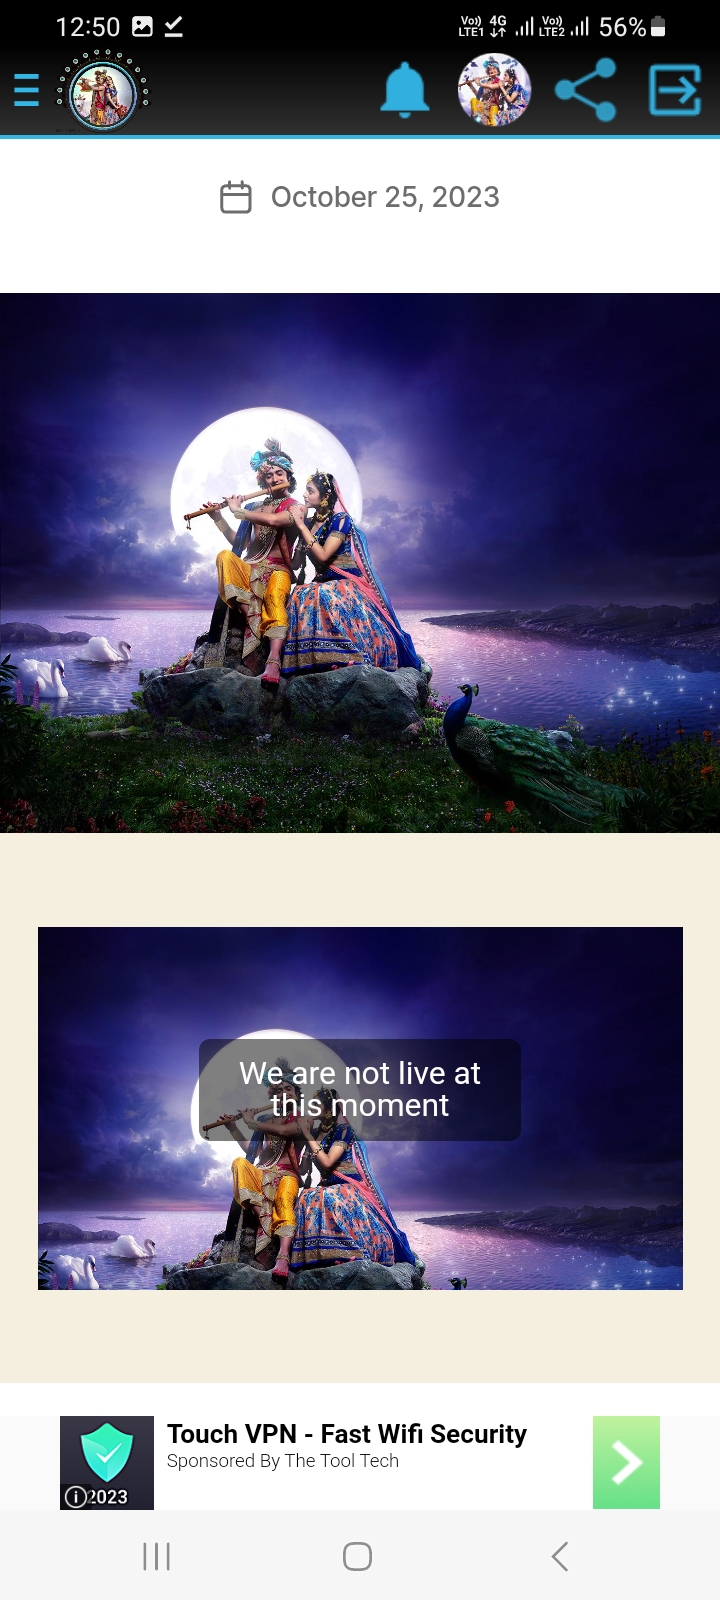 12:50
Vo)) 4G Vo)) 56%
LTE1 LTE2
October 25, 2023
We are not live at
this moment
Touch VPN - Fast Wifi Security
Sponsored By The Tool Tech
2023